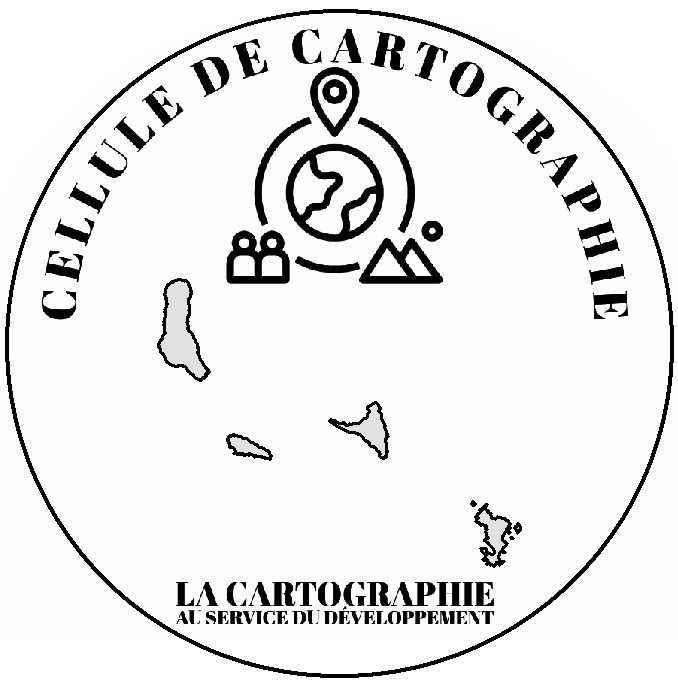 CELLULE DE CARTOGRAPHIE
LA CARTOGRAPHIE
AU SERVICE DU DÉVELOPPEMENT